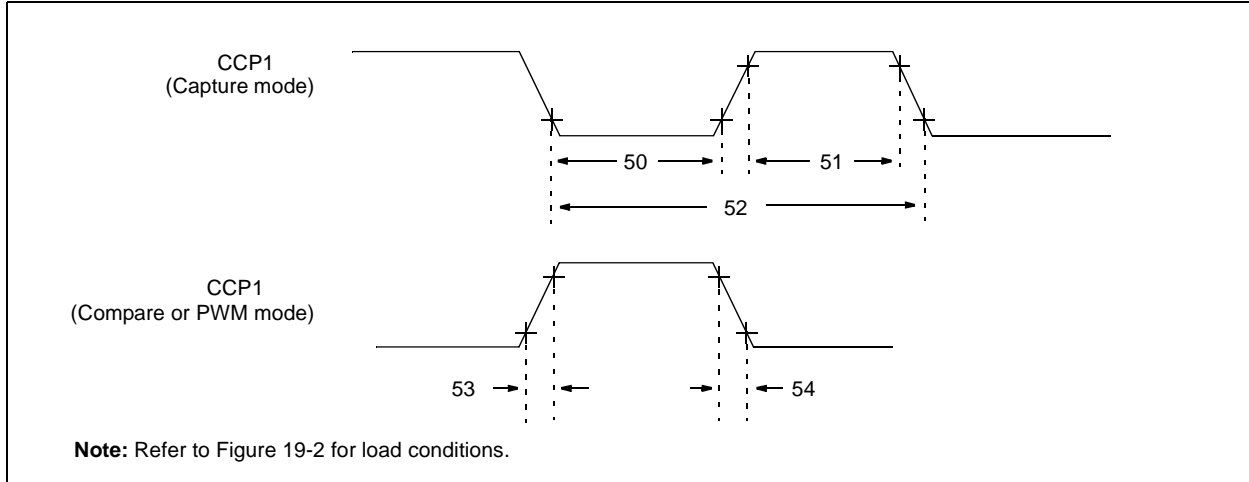 CCP1
(Capture mode)
50
51
52
CCP1
(Compare or PWM mode)
53
54
Note: Refer to Figure 19-2 for load conditions.